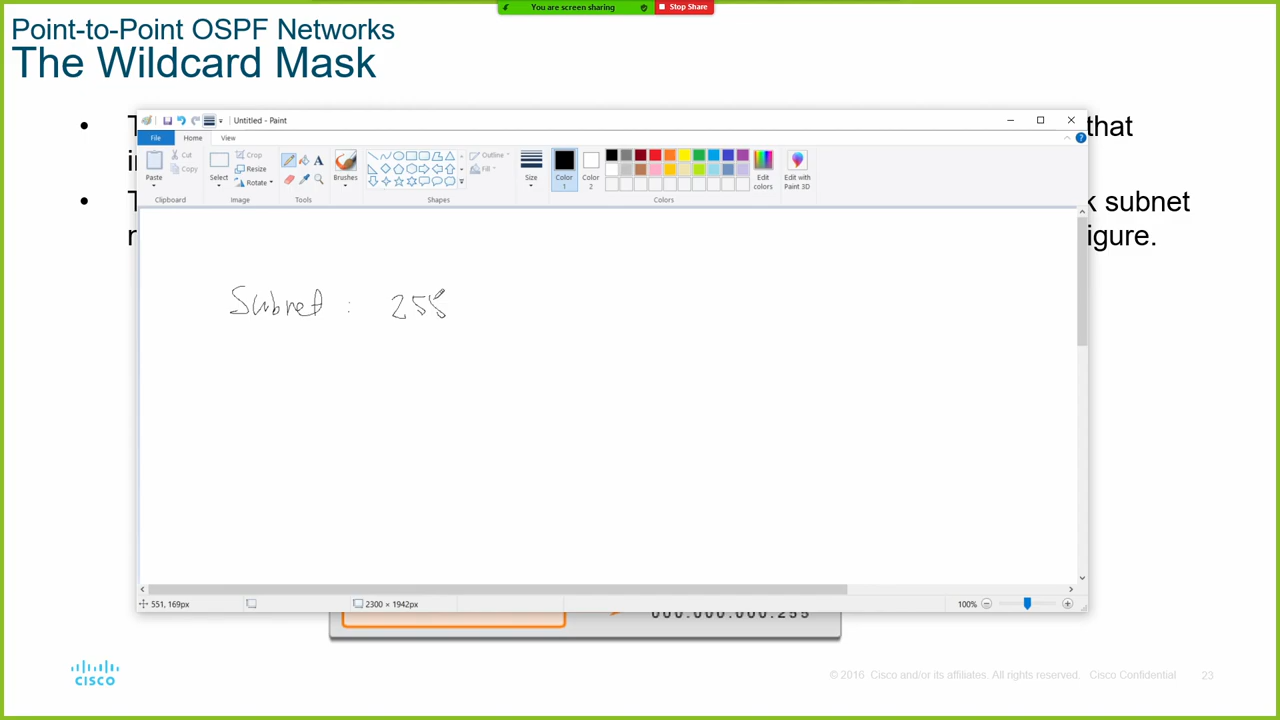 You are screen sharing Stop Share
Point-to-Point OSPF Networks
The Wildcard Mask
Untitled - Paint
that
File Home View
Cut
Copy
Paste
Clipboard
Select
Crop
Resize
Rotate
Image
A
Tools
Brushes
Outline
Fill
Shapes
Size
Color 1
Color 2
Edit colors
Edit with Paint 3D
Colors
k subnet
igure.
Subnet : 255
551, 169px 2300 × 1942px 100%
000.000.000.255
CISCO
© 2016 Cisco and/or its affiliates. All rights reserved. Cisco Confidential 23